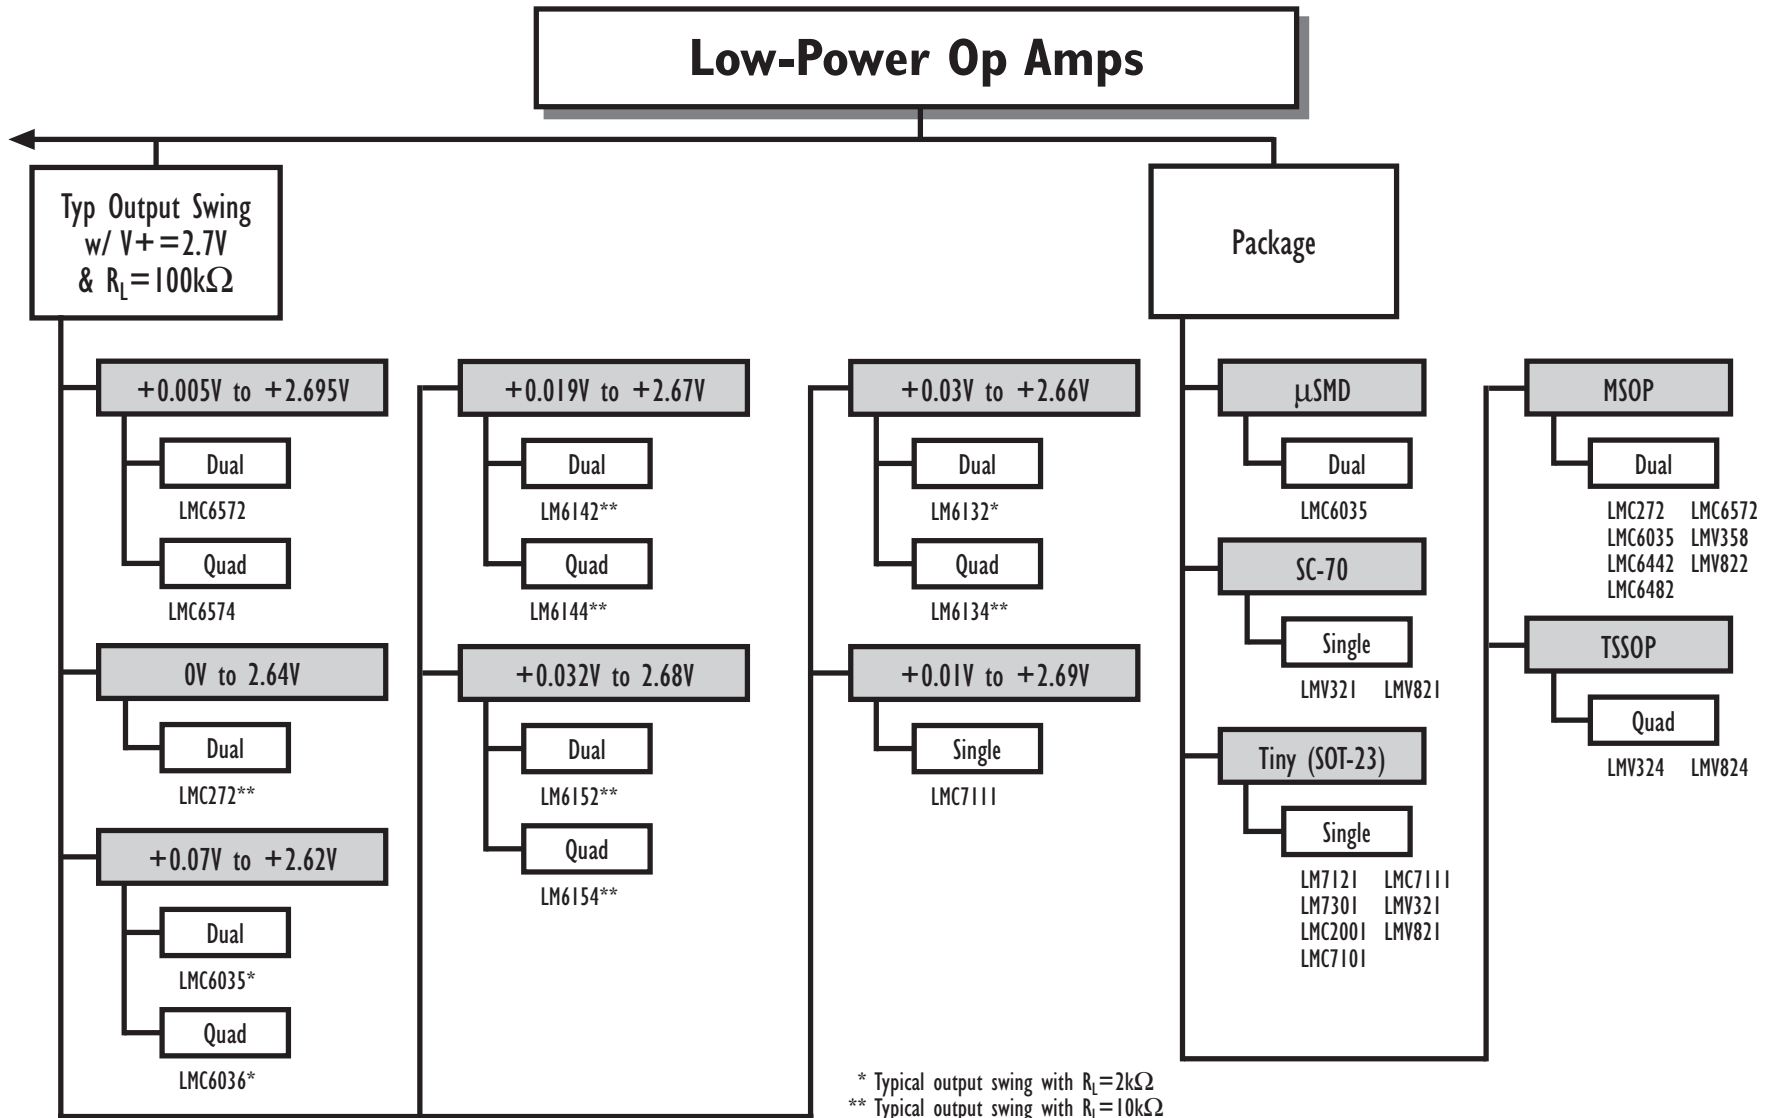 Low-Power Op Amps
Typ Output Swing
w/ V+=2.7V
& RL=100kΩ
+0.005V to +2.695V
Dual
LMC6572
Quad
LMC6574
0V to 2.64V
Dual
LMC272**
+0.07V to +2.62V
Dual
LMC6035*
Quad
LMC6036*
+0.019V to +2.67V
Dual
LM6142**
Quad
LM6144**
+0.032V to 2.68V
Dual
LM6152**
Quad
LM6154**
+0.03V to +2.66V
Dual
LM6132*
Quad
LM6134**
+0.01V to +2.69V
Single
LMC7111
Package
µSMD
Dual
LMC6035
SC-70
Single
LMV321 LMV821
Tiny (SOT-23)
Single
LM7121 LMC7111
LM7301 LMV321
LMC2001 LMV821
LMC7101
MSOP
Dual
LMC272 LMC6572
LMC6035 LMV358
LMC6442 LMV822
LMC6482
TSSOP
Quad
LMV324 LMV824
* Typical output swing with RL=2kΩ
** Typical output swing with RL=10kΩ